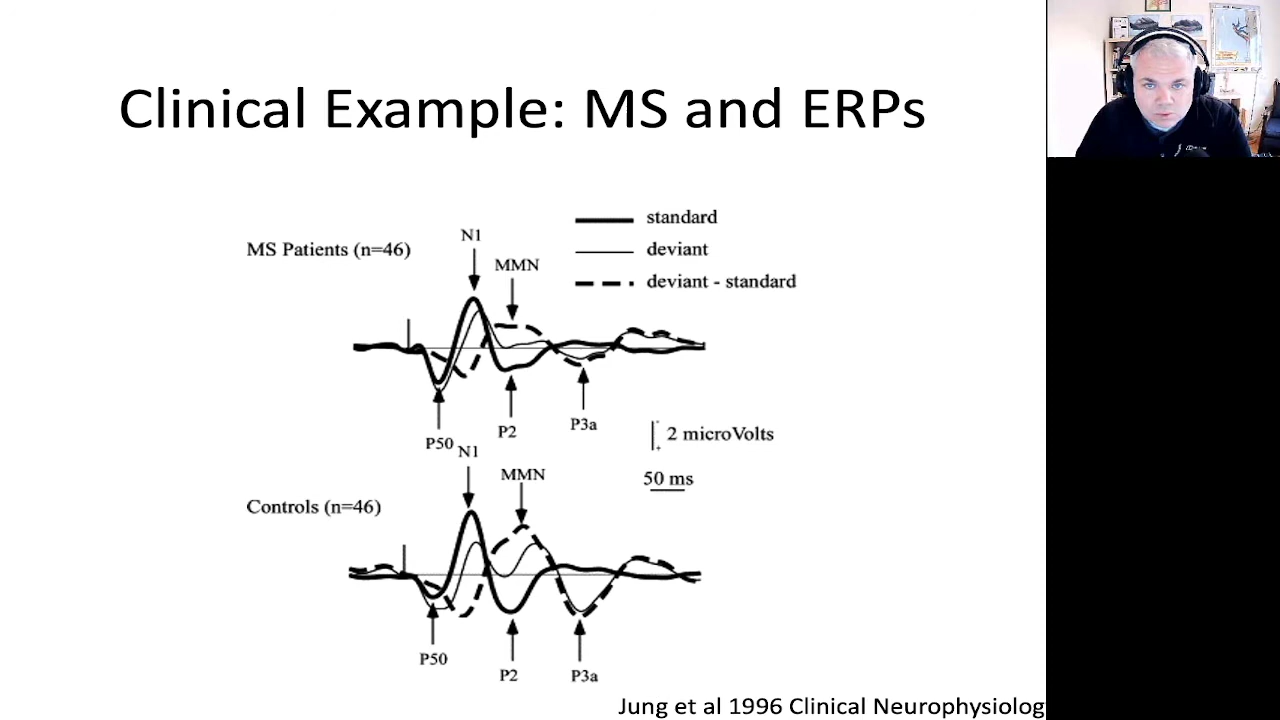 Clinical Example: MS and ERPs
standard
N1
MS Patients (n=46)
deviant
MMN
deviant - standard
P50
P2
P3a
2 microVolts
N1
MMN
50 ms
Controls (n=46)
P50
P2
P3a
Jung et al 1996 Clinical Neurophysiolog